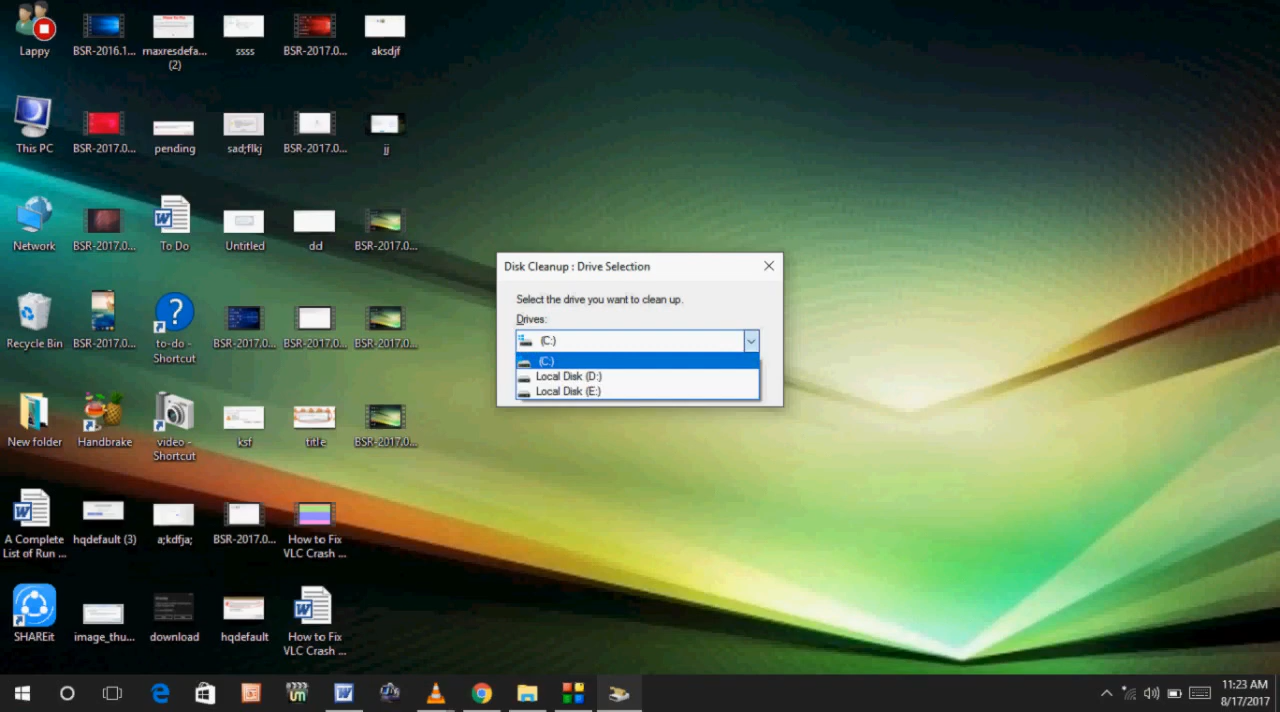 Lappy
BSR-2016.1...
maxresdefa...
(2)
ssss
BSR-2017.0...
aksdjf
This PC
BSR-2017.0...
pending
sad;flkj
BSR-2017.0...
jj
Network
BSR-2017.0...
To Do
Untitled
dd
BSR-2017.0...
Recycle Bin
BSR-2017.0...
to-do -
Shortcut
BSR-2017.0...
BSR-2017.0...
BSR-2017.0...
New folder
Handbrake
video -
Shortcut
ksf
title
BSR-2017.0...
A Complete
List of Run ...
hqdefault (3)
a;kdfja;
BSR-2017.0...
How to Fix
VLC Crash ...
SHAREit
image_thu...
download
hqdefault
How to Fix
VLC Crash ...
Disk Cleanup : Drive Selection
Select the drive you want to clean up.
Drives:
(C:)
(C:)
Local Disk (D:)
Local Disk (E:)
11:23 AM
8/17/2017